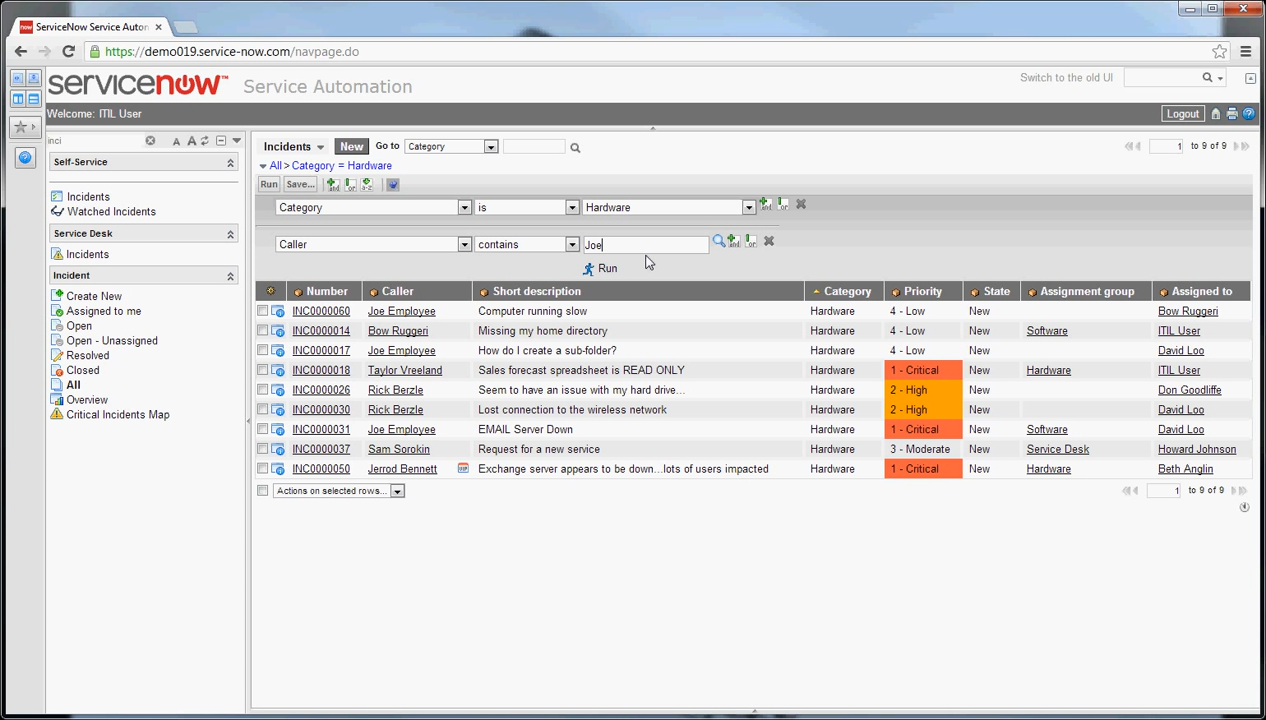 ServiceNow Service Autom
https://demo019.service-now.com/navpage.do
servicenow™ Service Automation
Switch to the old UI
Welcome: ITIL User
Logout
inci
A A
Self-Service
Incidents
Watched Incidents
Service Desk
Incidents
Incident
Create New
Assigned to me
Open
Open - Unassigned
Resolved
Closed
All
Overview
Critical Incidents Map
Incidents New Go to Category
1 to 9 of 9
All > Category = Hardware
Run Save...
Category is Hardware
Caller contains Joe
Run
Number Caller Short description Category Priority State Assignment group Assigned to
INC0000060 Joe Employee Computer running slow Hardware 4 - Low New Bow Ruggeri
INC0000014 Bow Ruggeri Missing my home directory Hardware 4 - Low New Software ITIL User
INC0000017 Joe Employee How do I create a sub-folder? Hardware 4 - Low New David Loo
INC0000018 Taylor Vreeland Sales forecast spreadsheet is READ ONLY Hardware 1 - Critical New Hardware ITIL User
INC0000026 Rick Berzle Seem to have an issue with my hard drive... Hardware 2 - High New Don Goodliffe
INC0000030 Rick Berzle Lost connection to the wireless network Hardware 2 - High New David Loo
INC0000031 Joe Employee EMAIL Server Down Hardware 1 - Critical New Software David Loo
INC0000037 Sam Sorokin Request for a new service Hardware 3 - Moderate New Service Desk Howard Johnson
INC0000050 Jerrod Bennett Exchange server appears to be down...lots of users impacted Hardware 1 - Critical New Hardware Beth Anglin
Actions on selected rows...
1 to 9 of 9